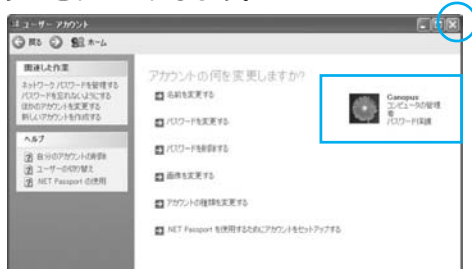 ユーザー アカウント
戻る
ホーム
関連した作業
ネットワーク パスワードを管理する
パスワードを忘れないようにする
ほかのアカウントを変更する
新しいアカウントを作成する
ヘルプ
自分のアカウントの削除
ユーザーの切り替え
.NET Passport の使用
アカウントの何を変更しますか?
名前を変更する
パスワードを変更する
パスワードを削除する
画像を変更する
アカウントの種類を変更する
.NET Passport を使用するためにアカウントをセットアップする
Canopus
コンピュータの管理
者
パスワード保護